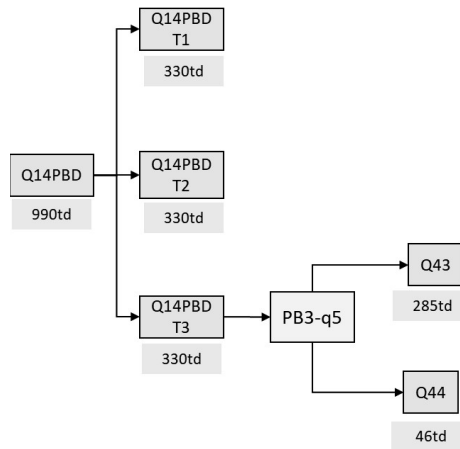 Q14PBD
T1
330td
Q14PBD
T2
330td
Q14PBD
990td
Q14PBD
T3
330td
PB3-q5
Q43
285td
Q44
46td